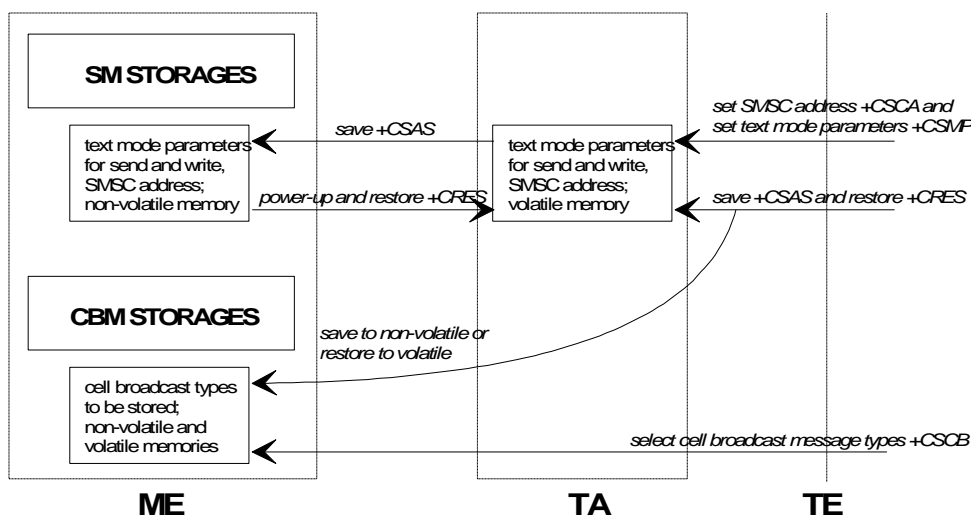 SM STORAGES
set SMSC address +CSCA and
set text mode parameters +CSMP
save +CSAS
text mode parameters
for send and write,
SMSC address;
non-volatile memory
text mode parameters
for send and write,
SMSC address;
volatile memory
power-up and restore +CRES
save +CSAS and restore +CRES
CBM STORAGES
save to non-volatile or
restore to volatile
cell broadcast types
to be stored;
non-volatile and
volatile memories
select cell broadcast message types +CSCB
ME
TA
TE